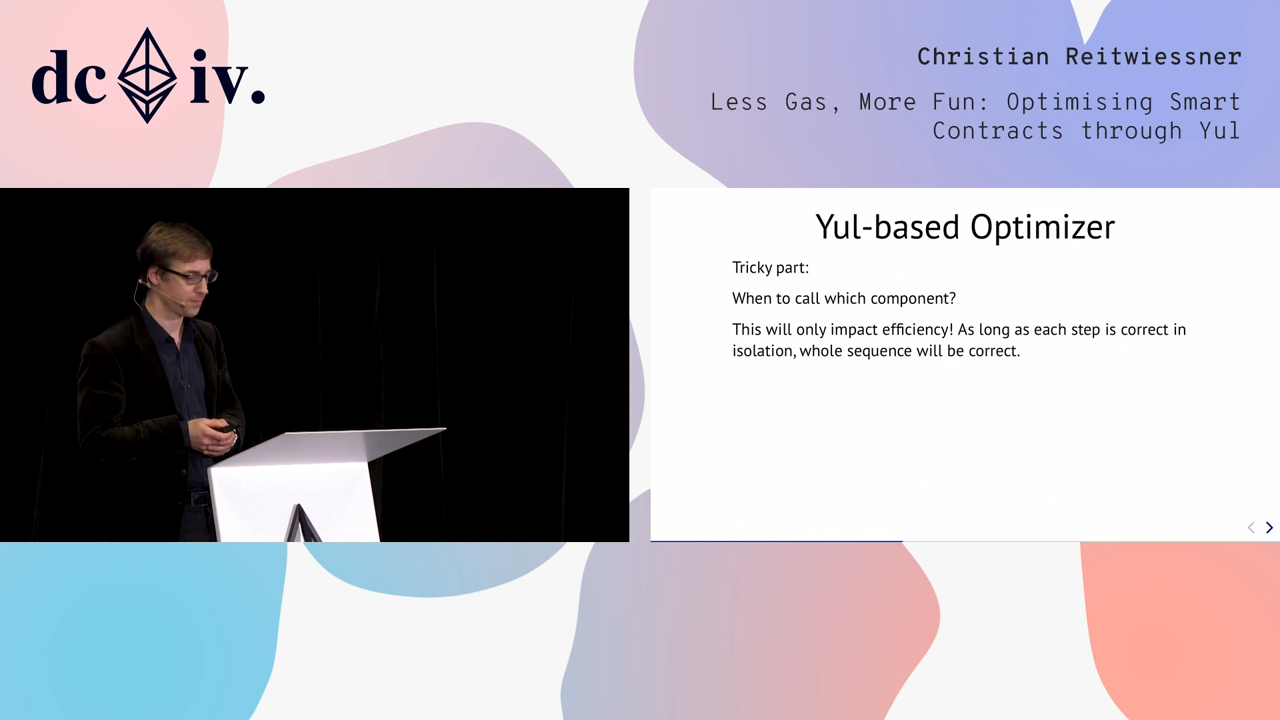 dc iv.
Christian Reitwiessner
Less Gas, More Fun: Optimising Smart
Contracts through Yul
Yul-based Optimizer
Tricky part:
When to call which component?
This will only impact efficiency! As long as each step is correct in
isolation, whole sequence will be correct.